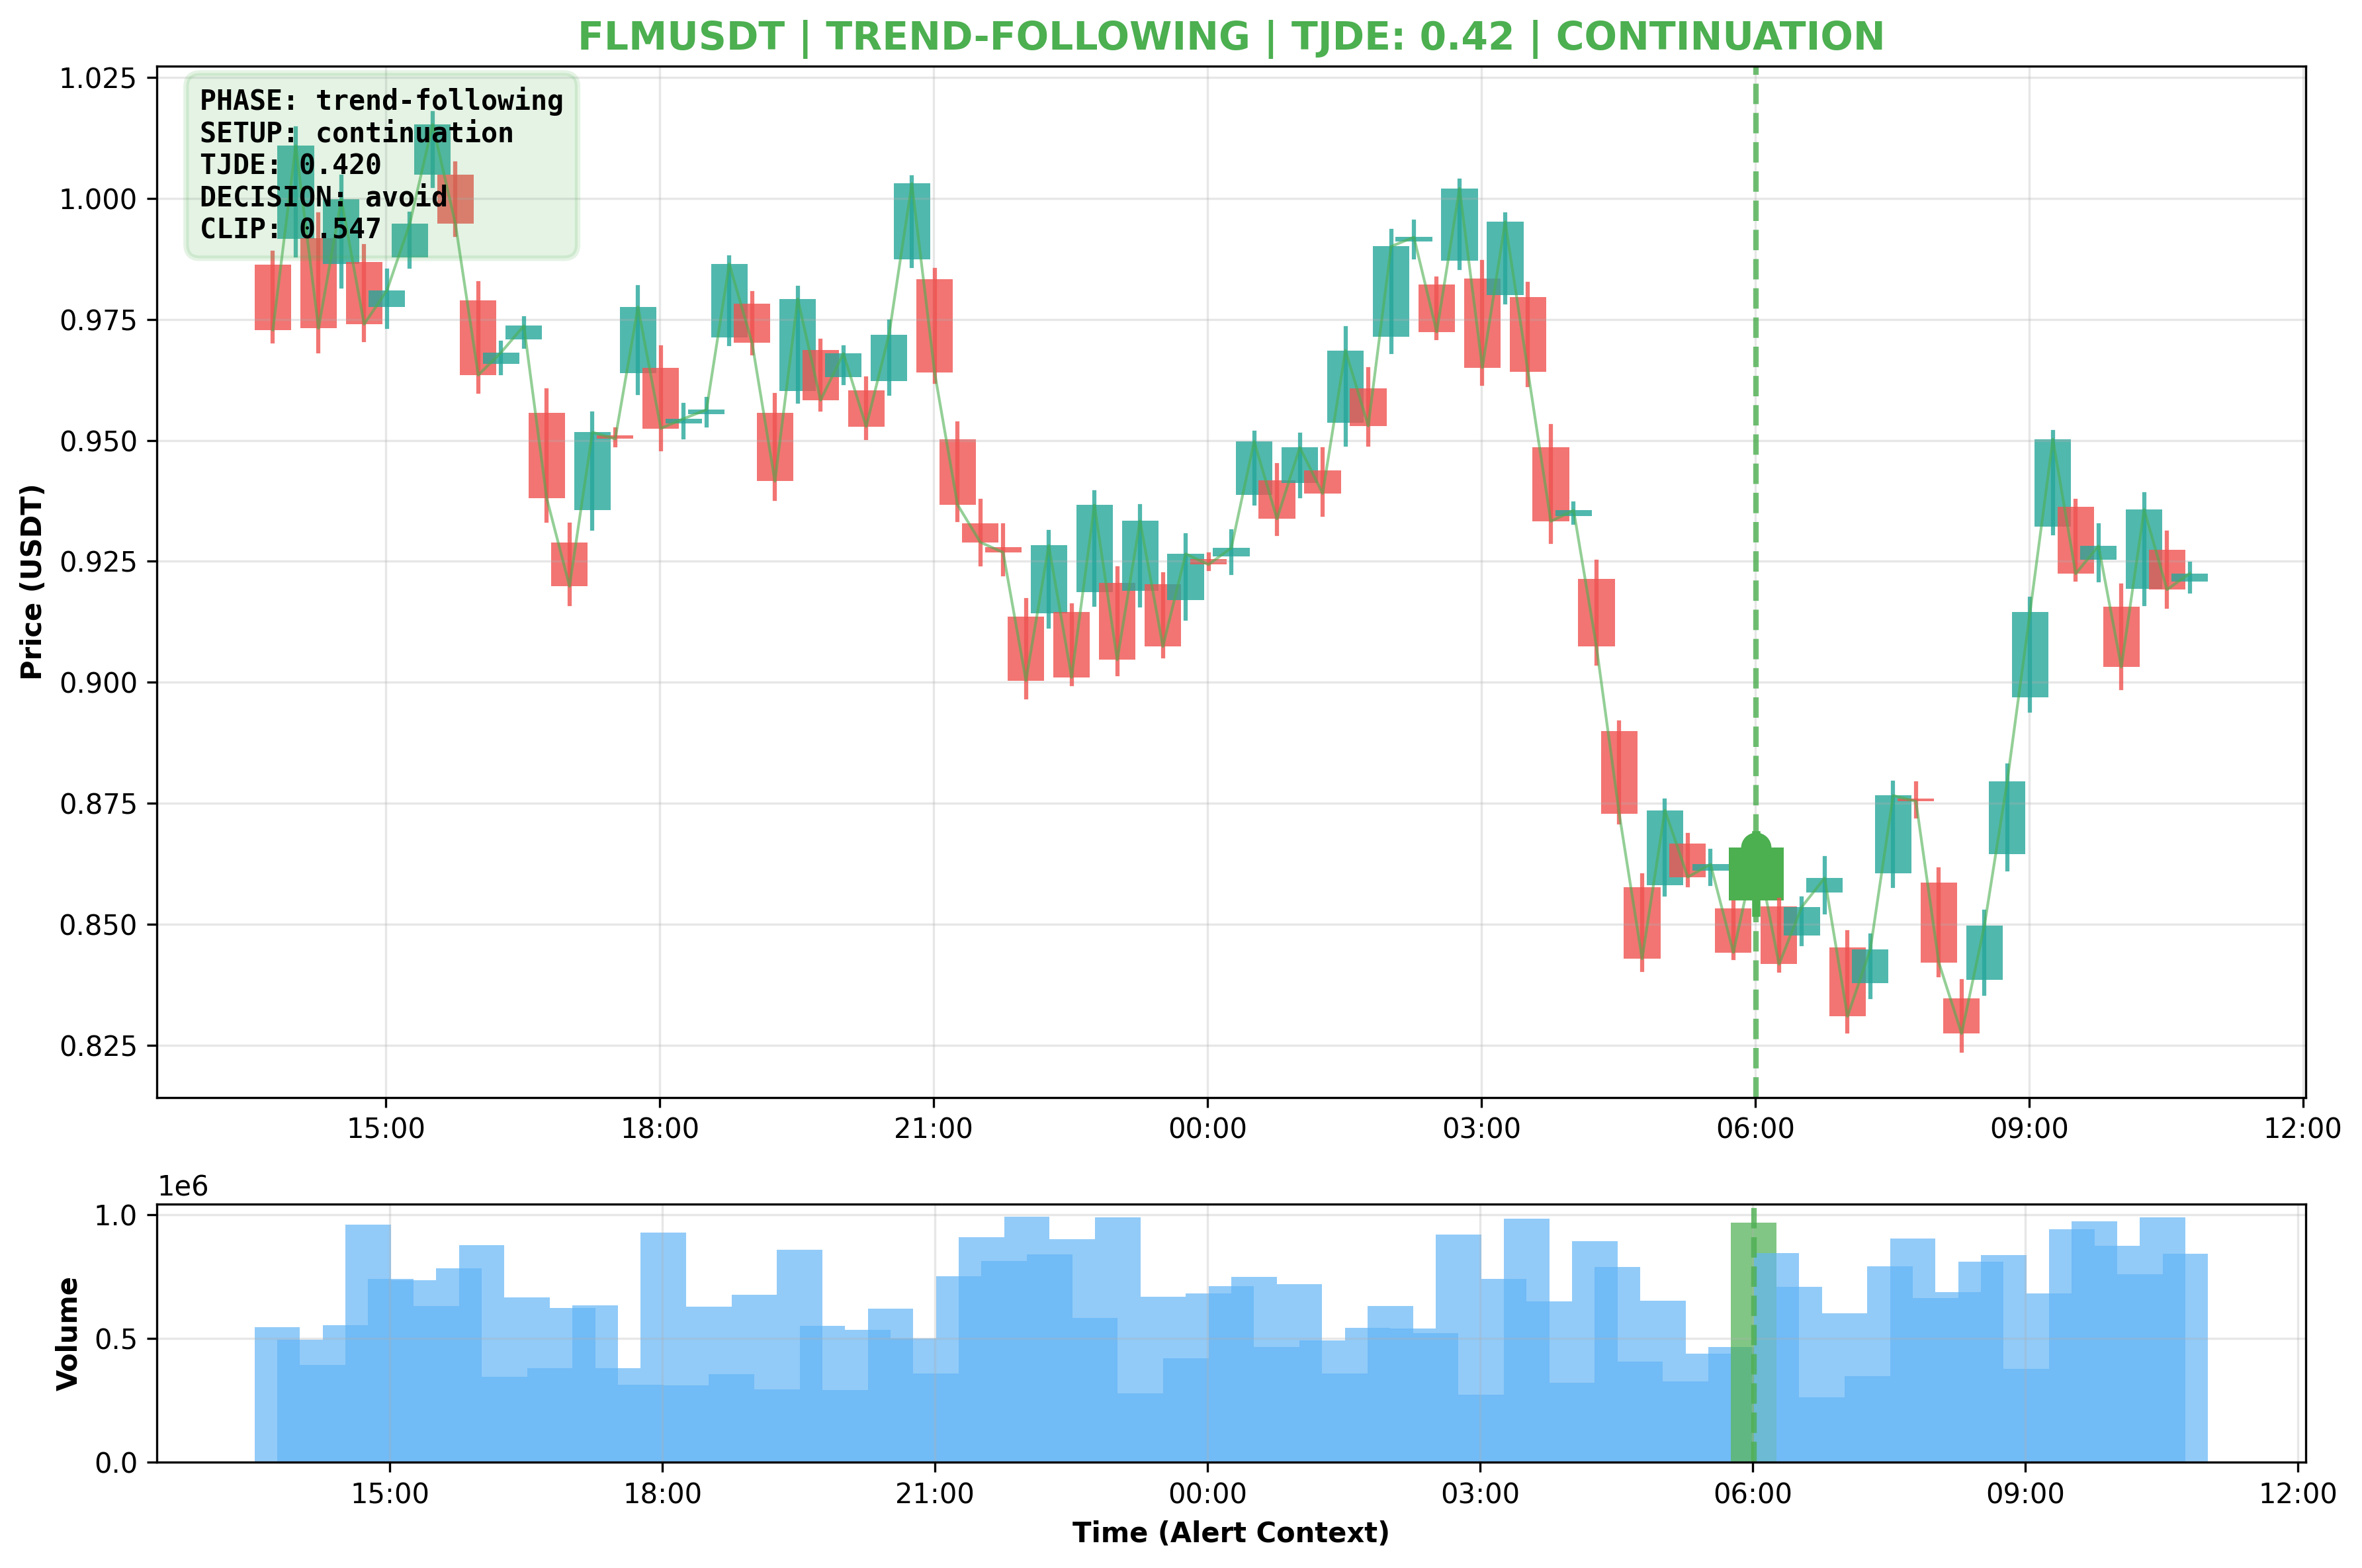 FLMUSDT | TREND-FOLLOWING | TJDE: 0.42 | CONTINUATION
PHASE: trend-following
SETUP: continuation
TJDE: 0.420
DECISION: avoid
CLIP: 0.547
Price (USDT)
1.025
1.000
0.975
0.950
0.925
0.900
0.875
0.850
0.825
15:00 18:00 21:00 00:00 03:00 06:00 09:00 12:00
1e6
Volume
1.0
0.5
0.0
15:00 18:00 21:00 00:00 03:00 06:00 09:00 12:00
Time (Alert Context)